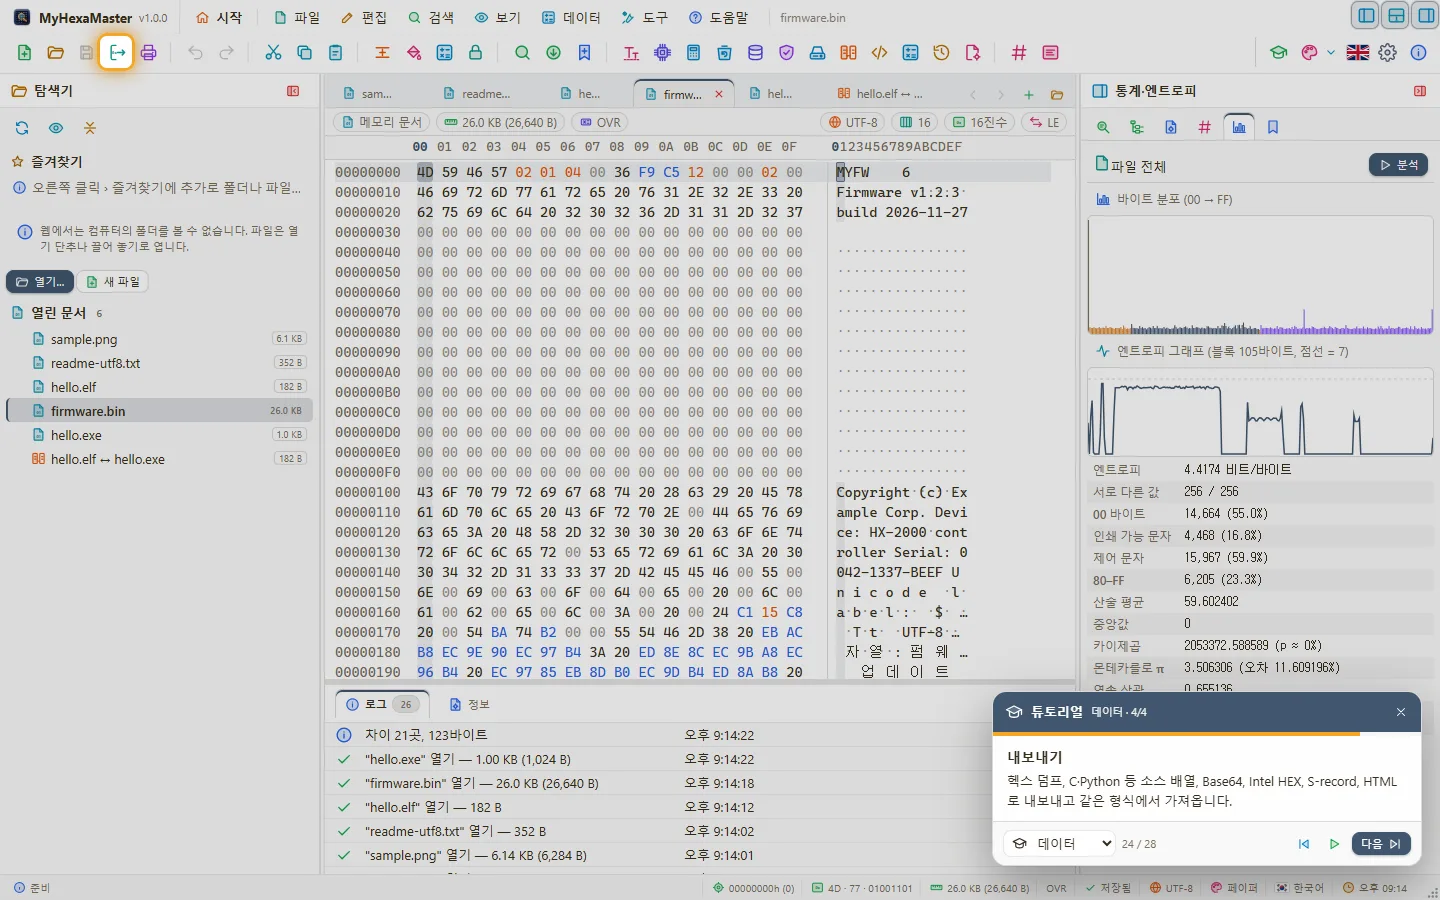 MyHexaMaster v1.0.0 시작 파일 편집 검색 보기 데이터 도구 도움말 firmware.bin
탐색기
즐겨찾기
오른쪽 클릭 › 즐겨찾기에 추가로 폴더나 파일...
웹에서는 컴퓨터의 폴더를 볼 수 없습니다. 파일은 열
기 단추나 끌어 놓기로 엽니다.
열기... 새 파일
열린 문서 6
sample.png 6.1 KB
readme-utf8.txt 352 B
hello.elf 182 B
firmware.bin 26.0 KB
hello.exe 1.0 KB
hello.elf ↔ hello.exe 182 B
sam... readme... he... firmw... hel... hello.elf ↔ ...
메모리 문서 26.0 KB (26,640 B) OVR UTF-8 16 16진수 LE
00 01 02 03 04 05 06 07 08 09 0A 0B 0C 0D 0E 0F 0123456789ABCDEF
00000000 4D 59 46 57 02 01 04 00 36 F9 C5 12 00 00 02 00 MYFW 6
00000010 46 69 72 6D 77 61 72 65 20 76 31 2E 32 2E 33 20 Firmware v1.2.3·
00000020 62 75 69 6C 64 20 32 30 32 36 2D 31 31 2D 32 37 build 2026-11-27
00000030 00 00 00 00 00 00 00 00 00 00 00 00 00 00 00 00
00000040 00 00 00 00 00 00 00 00 00 00 00 00 00 00 00 00 ················
00000050 00 00 00 00 00 00 00 00 00 00 00 00 00 00 00 00 ················
00000060 00 00 00 00 00 00 00 00 00 00 00 00 00 00 00 00 ················
00000070 00 00 00 00 00 00 00 00 00 00 00 00 00 00 00 00 ················
00000080 00 00 00 00 00 00 00 00 00 00 00 00 00 00 00 00 ················
00000090 00 00 00 00 00 00 00 00 00 00 00 00 00 00 00 00 ················
000000A0 00 00 00 00 00 00 00 00 00 00 00 00 00 00 00 00 ················
000000B0 00 00 00 00 00 00 00 00 00 00 00 00 00 00 00 00 ················
000000C0 00 00 00 00 00 00 00 00 00 00 00 00 00 00 00 00 ················
000000D0 00 00 00 00 00 00 00 00 00 00 00 00 00 00 00 00 ················
000000E0 00 00 00 00 00 00 00 00 00 00 00 00 00 00 00 00 ················
000000F0 00 00 00 00 00 00 00 00 00 00 00 00 00 00 00 00 ················
00000100 43 6F 70 79 72 69 67 68 74 20 28 63 29 20 45 78 Copyright·(c)·Ex
00000110 61 6D 70 6C 65 20 43 6F 72 70 2E 00 44 65 76 69 ample Corp. Devi
00000120 63 65 3A 20 48 58 2D 32 30 30 30 20 63 6F 6E 74 ce: HX-2000·cont
00000130 72 6F 6C 6C 65 72 00 53 65 72 69 61 6C 3A 20 30 roller Serial: 0
00000140 30 34 32 2D 31 33 33 37 2D 42 45 45 46 00 55 00 042-1337-BEEF U
00000150 6E 00 69 00 63 00 6F 00 64 00 65 00 20 00 6C 00 n i c o d e · l·
00000160 61 00 62 00 65 00 6C 00 3A 00 20 00 24 C1 15 C8 a·b e l : · $ ·…
00000170 20 00 54 BA 74 B2 00 00 55 54 46 2D 38 20 EB AC ·T t· ·UTF-8·…
00000180 B8 EC 9E 90 EC 97 B4 3A 20 ED 8E 8C EC 9B A8 EC 자 열 : 펌 웨 …
00000190 96 B4 20 EC 97 85 EB 8D B0 EC 9D B4 ED 8A B8 20 업 데 이 트
로그 26 정보
차이 21곳, 123바이트 오후 9:14:22
"hello.exe" 열기 — 1.00 KB (1,024 B) 오후 9:14:22
"firmware.bin" 열기 — 26.0 KB (26,640 B) 오후 9:14:18
"hello.elf" 열기 — 182 B 오후 9:14:12
"readme-utf8.txt" 열기 — 352 B 오후 9:14:02
"sample.png" 열기 — 6.14 KB (6,284 B) 오후 9:14:01
통계·엔트로피
파일 전체 분석
바이트 분포 (00 → FF)
엔트로피 그래프 (블록 105바이트, 점선 = 7)
엔트로피 4.4174 비트/바이트
서로 다른 값 256 / 256
00 바이트 14,664 (55.0%)
인쇄 가능 문자 4,468 (16.8%)
제어 문자 15,967 (59.9%)
80–FF 6,205 (23.3%)
산술 평균 59.602402
중앙값 0
카이제곱 2053372.588589 (p ≈ 0%)
몬테카를로 π 3.506306 (오차 11.609196%)
연속 상관 0.655136
튜토리얼 데이터 · 4/4
내보내기
헥스 덤프, C·Python 등 소스 배열, Base64, Intel HEX, S-record, HTML
로 내보내고 같은 형식에서 가져옵니다.
데이터 24 / 28 다음
준비 00000000h (0) 4D · 77 · 01001101 26.0 KB (26,640 B) OVR 저장됨 UTF-8 페이퍼 한국어 오후 09:14